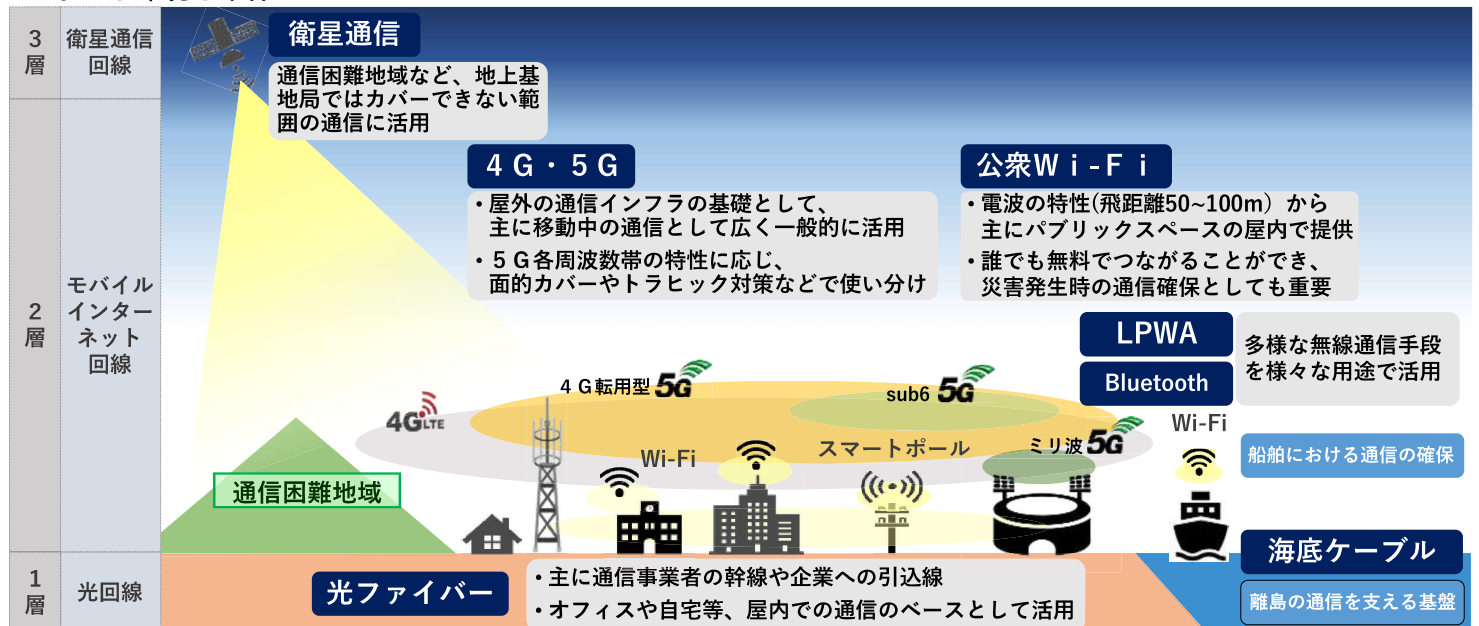 3
層
衛星通信
回線
衛星通信
通信困難地域など、地上基
地局ではカバーできない範
囲の通信に活用
2
層
モバイル
インター
ネット
回線
4G・5G
・屋外の通信インフラの基礎として、
主に移動中の通信として広く一般的に活用
・5G各周波数帯の特性に応じ、
面的カバーやトラヒック対策などで使い分け
公衆Wi-Fi
・電波の特性(飛距離50~100m）から
主にパブリックスペースの屋内で提供
・誰でも無料でつながることができ、
災害発生時の通信確保としても重要
LPWA
Bluetooth
多様な無線通信手段
を様々な用途で活用
4G転用型 5G
sub6 5G
4G LTE
ミリ波 5G
Wi-Fi
スマートポール
Wi-Fi
船舶における通信の確保
通信困難地域
1
層
光回線
光ファイバー
・主に通信事業者の幹線や企業への引込線
・オフィスや自宅等、屋内での通信のベースとして活用
海底ケーブル
離島の通信を支える基盤